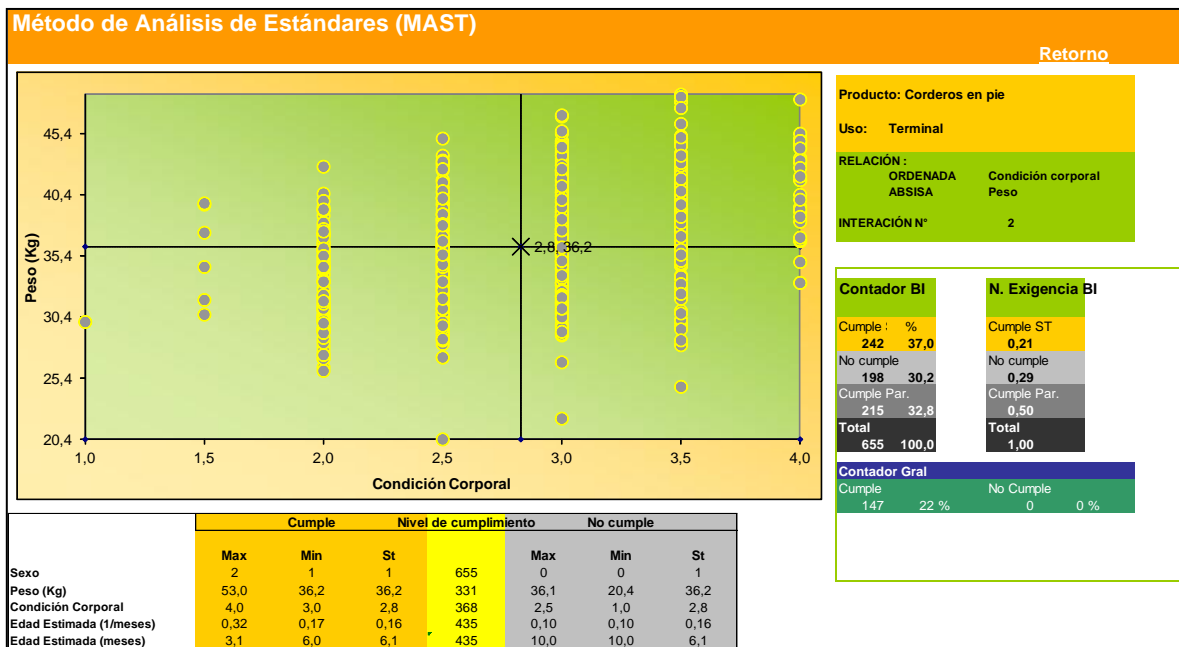 Método de Análisis de Estándares (MAST)
Retorno
45,4
40,4
35,4
30,4
25,4
20,4
Peso (Kg)
2,8, 36,2
1,0 1,5 2,0 2,5 3,0 3,5 4,0
Condición Corporal
Producto: Corderos en pie
Uso: Terminal
RELACIÓN :
ORDENADA Condición corporal
ABSISA Peso
INTERACIÓN N° 2
Contador BI N. Exigencia BI
Cumple % Cumple ST
242 37,0 0,21
No cumple No cumple
198 30,2 0,29
Cumple Par. Cumple Par.
215 32,8 0,50
Total Total
655 100,0 1,00
Contador Gral
Cumple No Cumple
147 22 % 0 0 %
Cumple Nivel de cumplimiento No cumple
Max Min St Max Min St
Sexo 2 1 1 655 0 0 1
Peso (Kg) 53,0 36,2 36,2 331 36,1 20,4 36,2
Condición Corporal 4,0 3,0 2,8 368 2,5 1,0 2,8
Edad Estimada (1/meses) 0,32 0,17 0,16 435 0,10 0,10 0,16
Edad Estimada (meses) 3,1 6,0 6,1 435 10,0 10,0 6,1